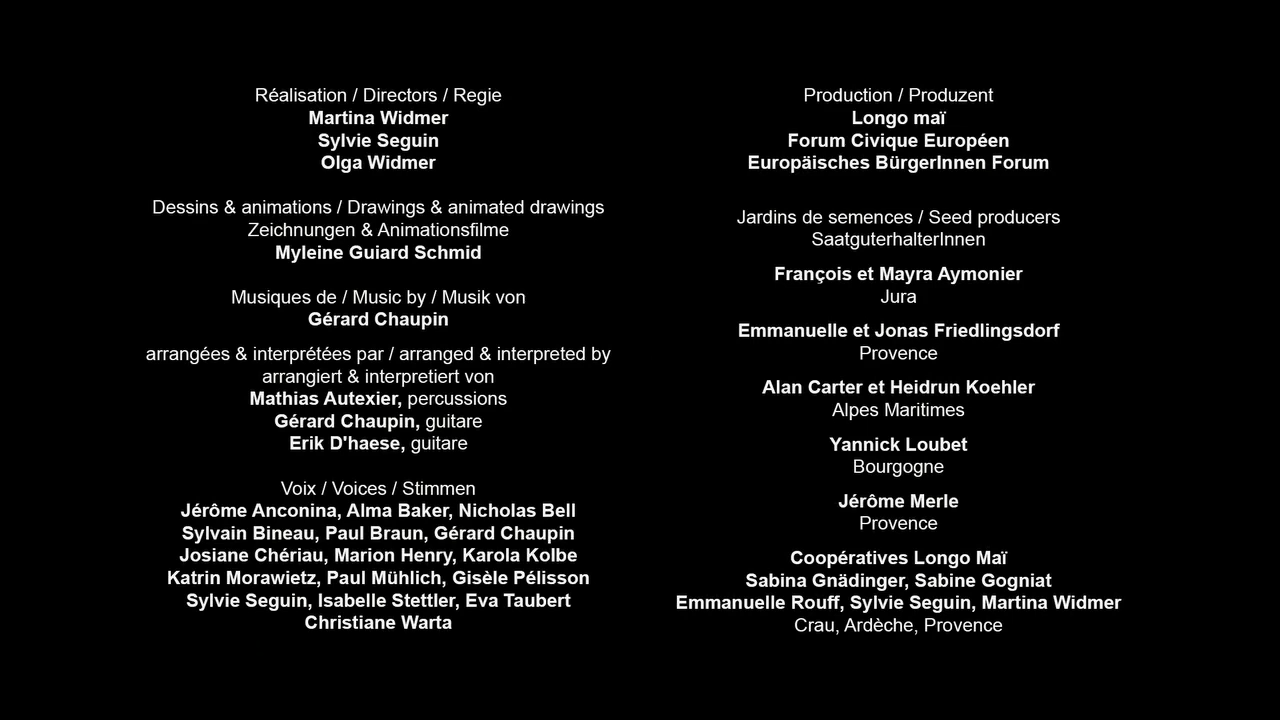 Réalisation / Directors / Regie
Martina Widmer
Sylvie Seguin
Olga Widmer
Dessins & animations / Drawings & animated drawings
Zeichnungen & Animationsfilme
Myleine Guiard Schmid
Musiques de / Music by / Musik von
Gérard Chaupin
arrangées & interprétées par / arranged & interpreted by
arrangiert & interpretiert von
Mathias Autexier, percussions
Gérard Chaupin, guitare
Erik D'haese, guitare
Voix / Voices / Stimmen
Jérôme Anconina, Alma Baker, Nicholas Bell
Sylvain Bineau, Paul Braun, Gérard Chaupin
Josiane Chériau, Marion Henry, Karola Kolbe
Katrin Morawietz, Paul Mühlich, Gisèle Pélisson
Sylvie Seguin, Isabelle Stettler, Eva Taubert
Christiane Warta
Production / Produzent
Longo maï
Forum Civique Européen
Europäisches BürgerInnen Forum
Jardins de semences / Seed producers
SaatguterhalterInnen
François et Mayra Aymonier
Jura
Emmanuelle et Jonas Friedlingsdorf
Provence
Alan Carter et Heidrun Koehler
Alpes Maritimes
Yannick Loubet
Bourgogne
Jérôme Merle
Provence
Coopératives Longo Maï
Sabina Gnädinger, Sabine Gogniat
Emmanuelle Rouff, Sylvie Seguin, Martina Widmer
Crau, Ardèche, Provence